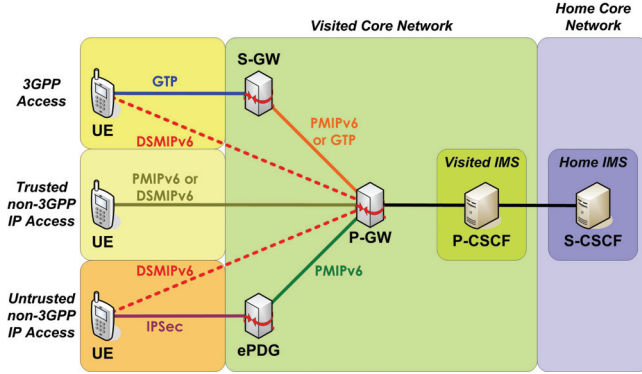 Visited Core Network
Home Core
Network
3GPP
Access
UE
GTP
S-GW
DSMIPv6
PMIPv6
or GTP
Trusted
non-3GPP
IP Access
UE
PMIPv6 or
DSMIPv6
P-GW
Visited IMS
P-CSCF
Home IMS
S-CSCF
Untrusted
non-3GPP
IP Access
UE
DSMIPv6
IPSec
ePDG
PMIPv6